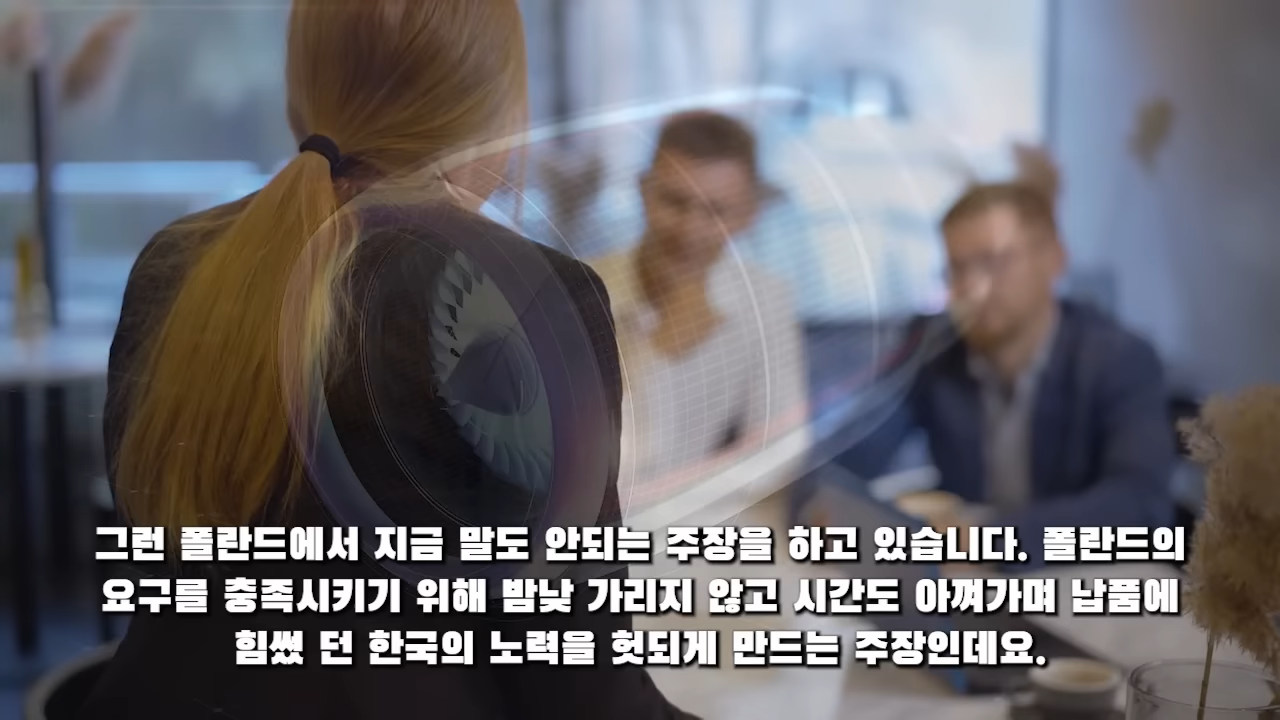 그런 폴란드에서 지금 말도 안되는 주장을 하고 있습니다. 폴란드의
요구를 충족시키기 위해 밤낮 가리지 않고 시간도 아껴가며 납품에
힘썼 던 한국의 노력을 헛되게 만드는 주장인데요.